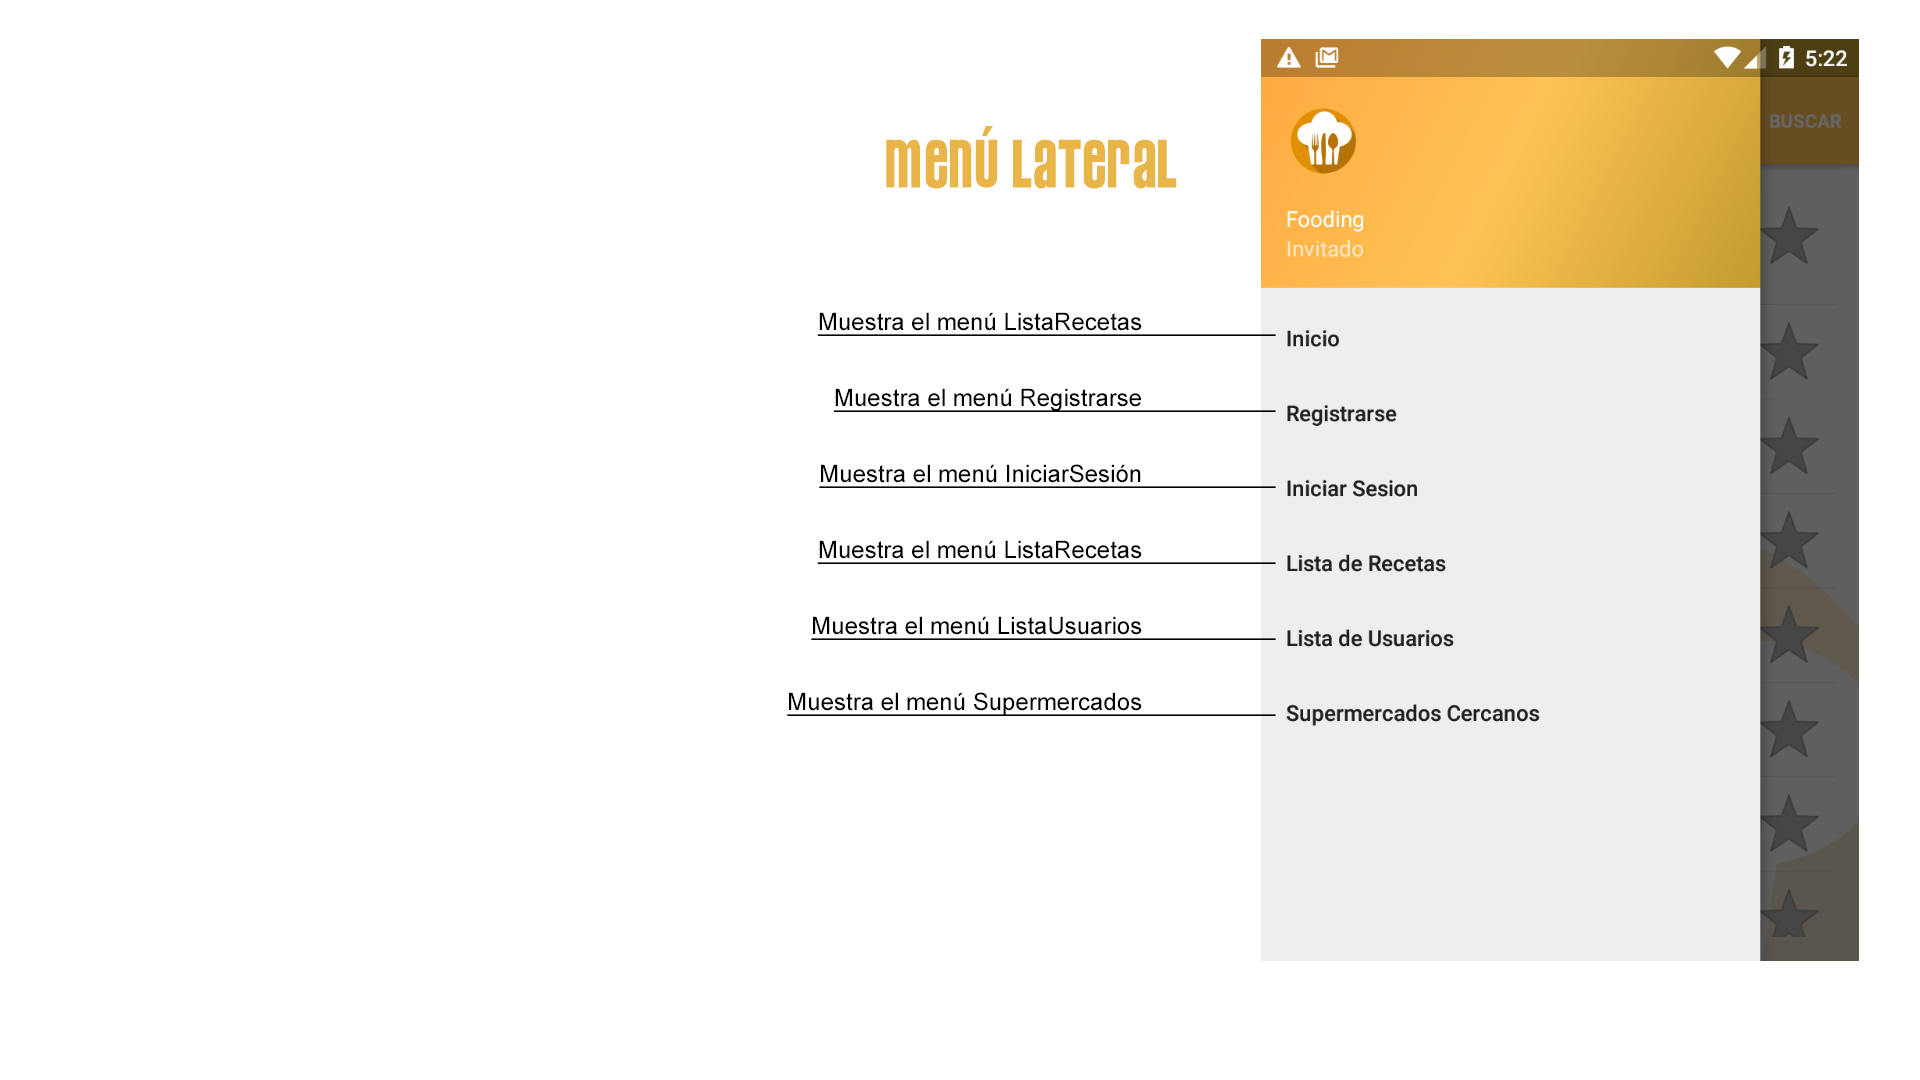 menú Lateral
Muestra el menú ListaRecetas
Muestra el menú Registrarse
Muestra el menú IniciarSesión
Muestra el menú ListaRecetas
Muestra el menú ListaUsuarios
Muestra el menú Supermercados
5:22
BUSCAR
Fooding
Invitado
Inicio
Registrarse
Iniciar Sesion
Lista de Recetas
Lista de Usuarios
Supermercados Cercanos